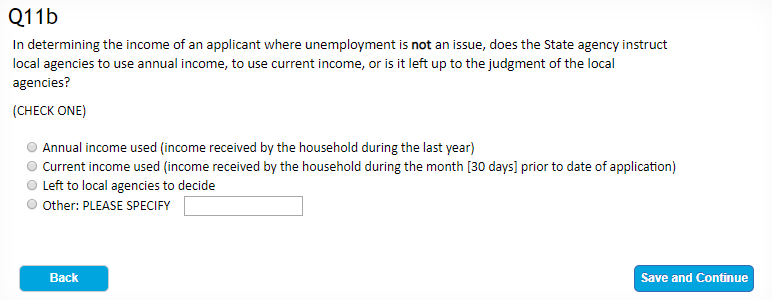 Q11b
In determining the income of an applicant where unemployment is not an issue, does the State agency instruct
local agencies to use annual income, to use current income, or is it left up to the judgment of the local
agencies?
(CHECK ONE)
Annual income used (income received by the household during the last year)
Current income used (income received by the household during the month [30 days] prior to date of application)
Left to local agencies to decide
Other: PLEASE SPECIFY
Back
Save and Continue